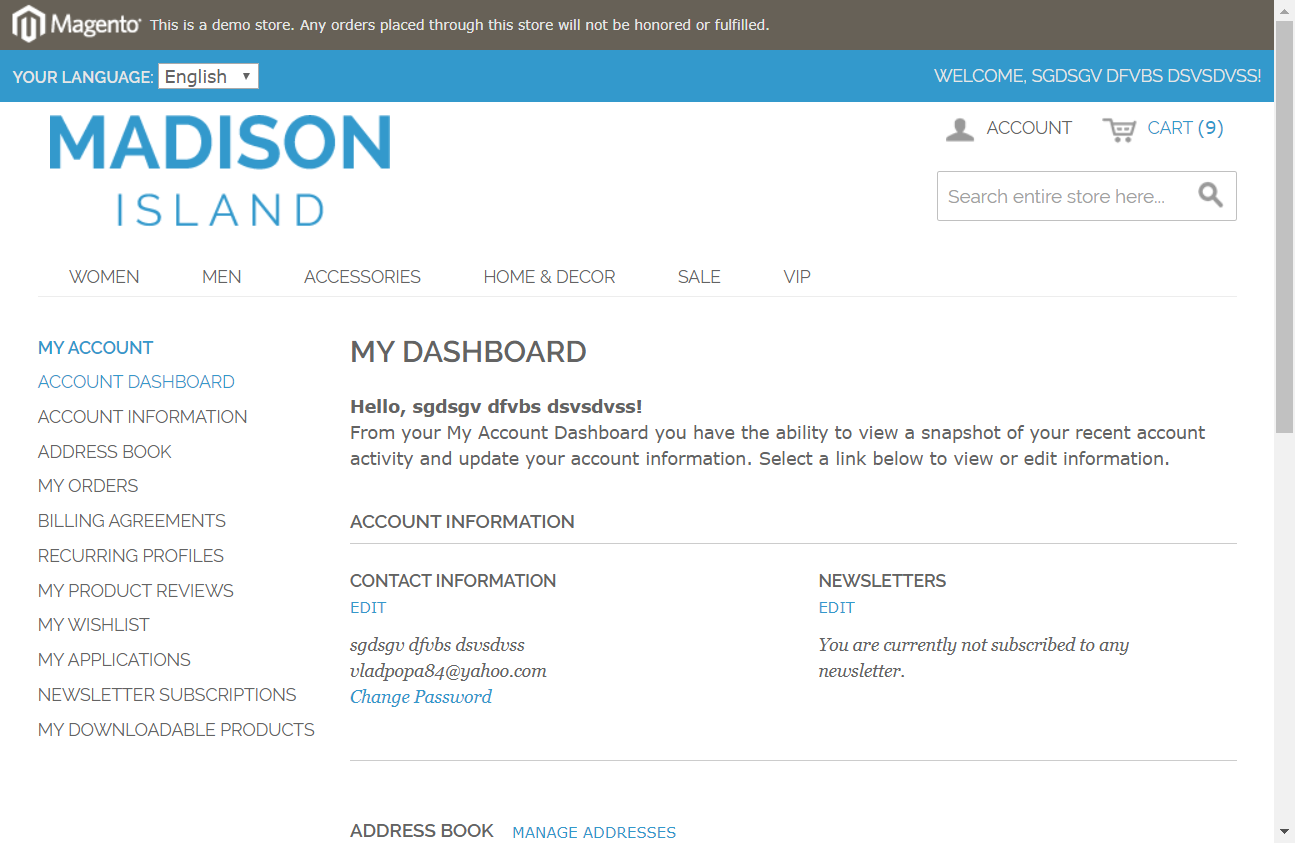 Magento This is a demo store. Any orders placed through this store will not be honored or fulfilled.
YOUR LANGUAGE: English
WELCOME, SGDSGV DFVBS DSVSDVSS!
MADISON
ISLAND
ACCOUNT
CART (9)
Search entire store here...
WOMEN
MEN
ACCESSORIES
HOME & DECOR
SALE
VIP
MY ACCOUNT
ACCOUNT DASHBOARD
ACCOUNT INFORMATION
ADDRESS BOOK
MY ORDERS
BILLING AGREEMENTS
RECURRING PROFILES
MY PRODUCT REVIEWS
MY WISHLIST
MY APPLICATIONS
NEWSLETTER SUBSCRIPTIONS
MY DOWNLOADABLE PRODUCTS
MY DASHBOARD
Hello, sgdsgv dfvbs dsvsdvss!
From your My Account Dashboard you have the ability to view a snapshot of your recent account
activity and update your account information. Select a link below to view or edit information.
ACCOUNT INFORMATION
CONTACT INFORMATION
EDIT
sgdsgv dfvbs dsvsdvss
vladpopa84@yahoo.com
Change Password
NEWSLETTERS
EDIT
You are currently not subscribed to any
newsletter.
ADDRESS BOOK
MANAGE ADDRESSES